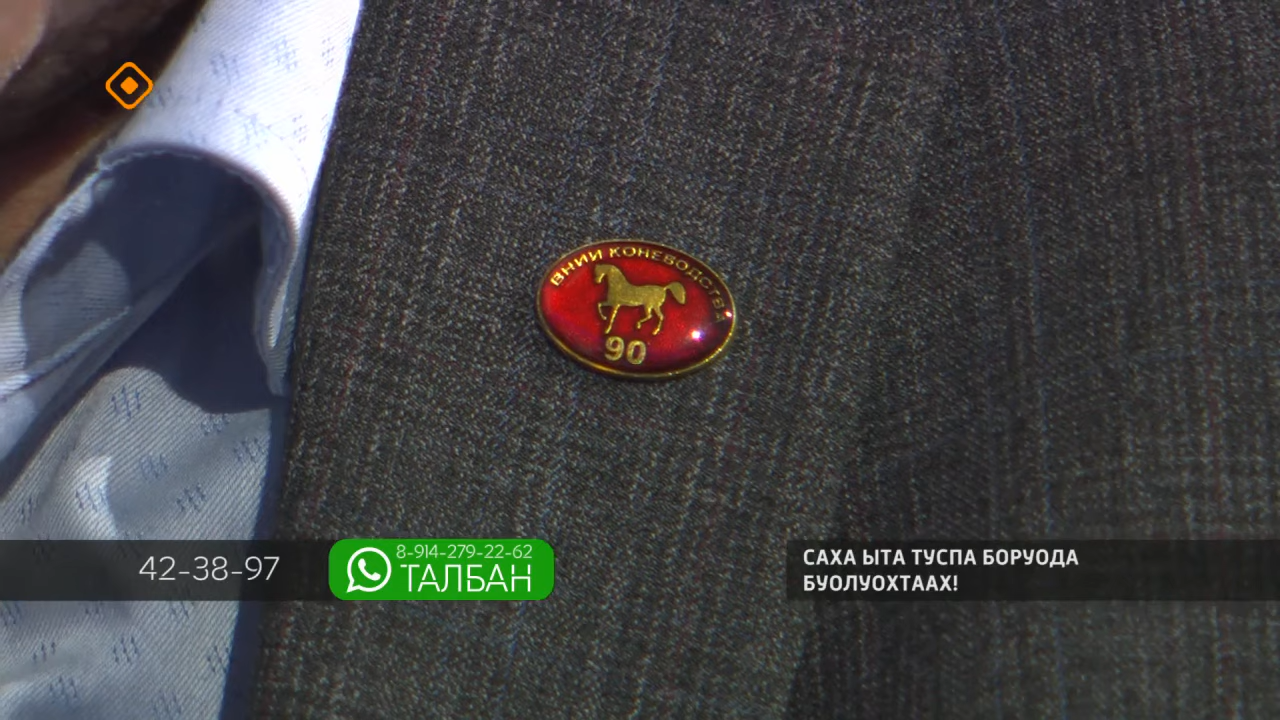 ВНИИ КОНЕВОДСТВА
90
42-38-97
8-914-279-22-62
ТАЛБАН
САХА ЫТА ТУСПА БОРУОДА
БУОЛУОХТААХ!